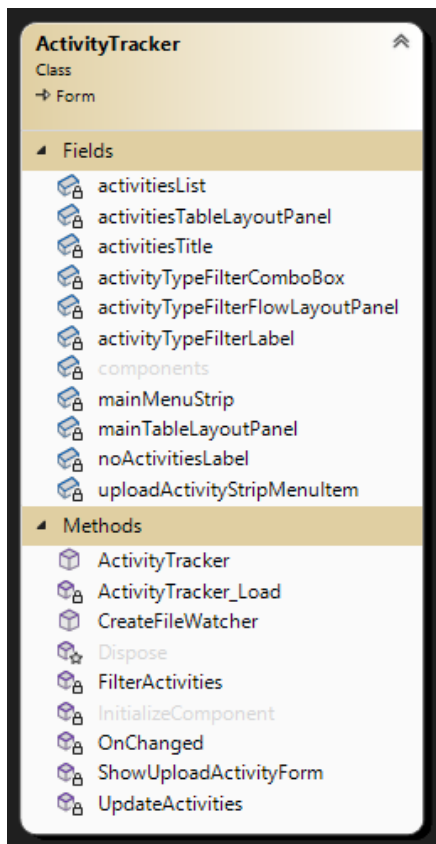 ActivityTracker
Class
Form
Fields
activitiesList
activitiesTableLayoutPanel
activitiesTitle
activityTypeFilterComboBox
activityTypeFilterFlowLayoutPanel
activityTypeFilterLabel
components
mainMenuStrip
mainTableLayoutPanel
noActivitiesLabel
uploadActivityStripMenuItem
Methods
ActivityTracker
ActivityTracker_Load
CreateFileWatcher
Dispose
FilterActivities
InitializeComponent
OnChanged
ShowUploadActivityForm
UpdateActivities